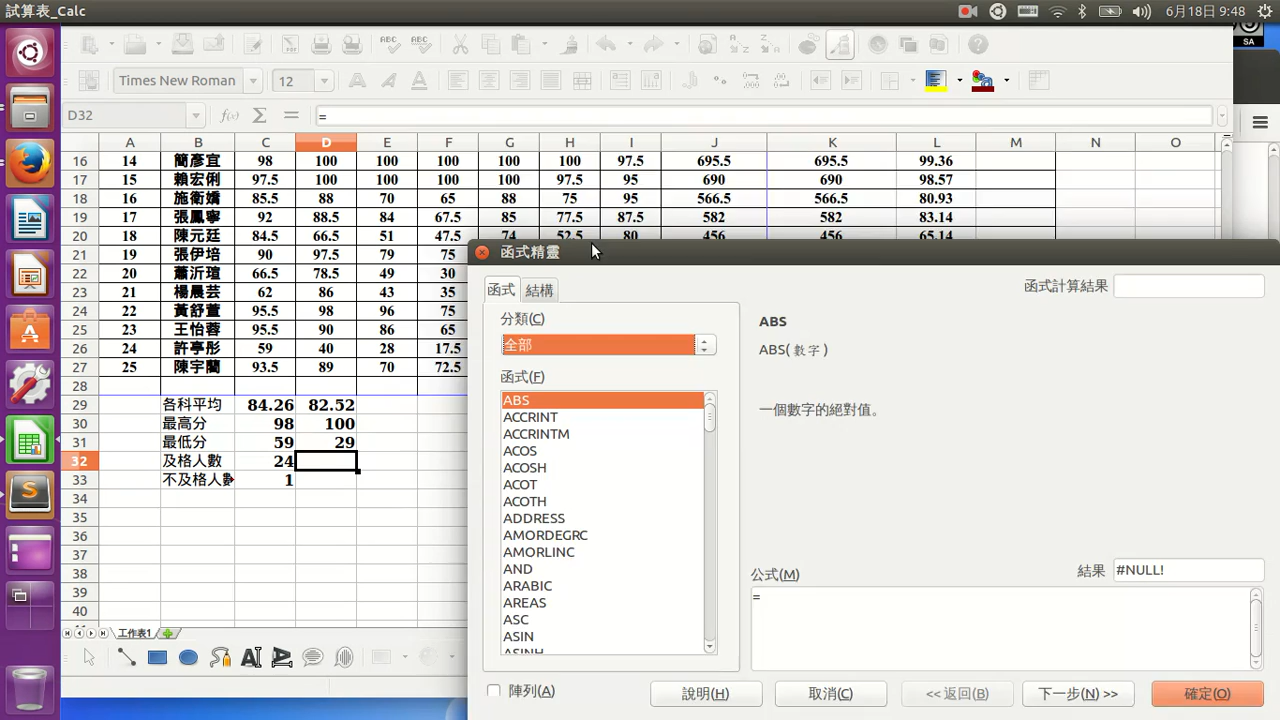 試算表_Calc
6月18日 9:48
SA
ABC ABC
Times New Roman 12
D32 f(x) Σ = =
A B C D E F G H I J K L M N O
16 14 簡彥宜 98 100 100 100 100 100 97.5 695.5 695.5 99.36
17 15 賴宏俐 97.5 100 100 100 100 97.5 95 690 690 98.57
18 16 施衛嬌 85.5 88 70 65 88 75 95 566.5 566.5 80.93
19 17 張鳳寧 92 88.5 84 67.5 85 77.5 87.5 582 582 83.14
20 18 陳元廷 84.5 66.5 51 47.5 74 52.5 80 456 456 65.14
21 19 張伊培 90 97.5 79 75
22 20 蕭沂瑄 66.5 78.5 49 30
23 21 楊晨芸 62 86 43 35
24 22 黃舒萱 95.5 98 96 75
25 23 王怡蓉 95.5 90 86 65
26 24 許葶彤 59 40 28 17.5
27 25 陳宇蘭 93.5 89 70 72.5
28
29 各科平均 84.26 82.52
30 最高分 98 100
31 最低分 59 29
32 及格人數 24
33 不及格人數 1
34
35
36
37
38
39
40
工作表1
函式精靈
函式 結構
函式計算結果
分類(C)
全部
函式(F)
ABS
ACCRINT
ACCRINTM
ACOS
ACOSH
ACOT
ACOTH
ADDRESS
AMORDEGRC
AMORLINC
AND
ARABIC
AREAS
ASC
ASIN
ASINH
ABS
ABS( 數字 )
一個數字的絕對值。
公式(M)
結果 #NULL!
=
陣列(A)
說明(H) 取消(C) << 返回(B) 下一步(N) >> 確定(O)